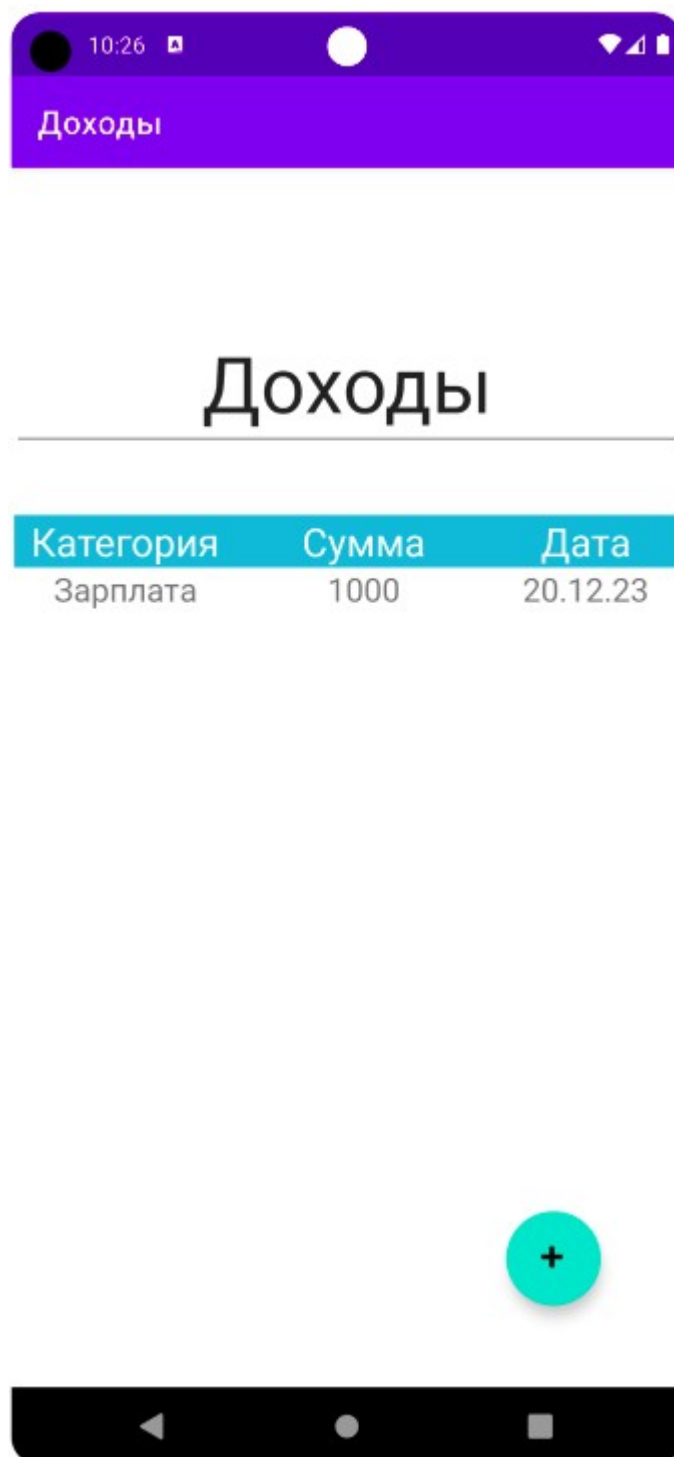 10:26
Доходы
Доходы
Категория Сумма Дата
Зарплата 1000 20.12.23
+